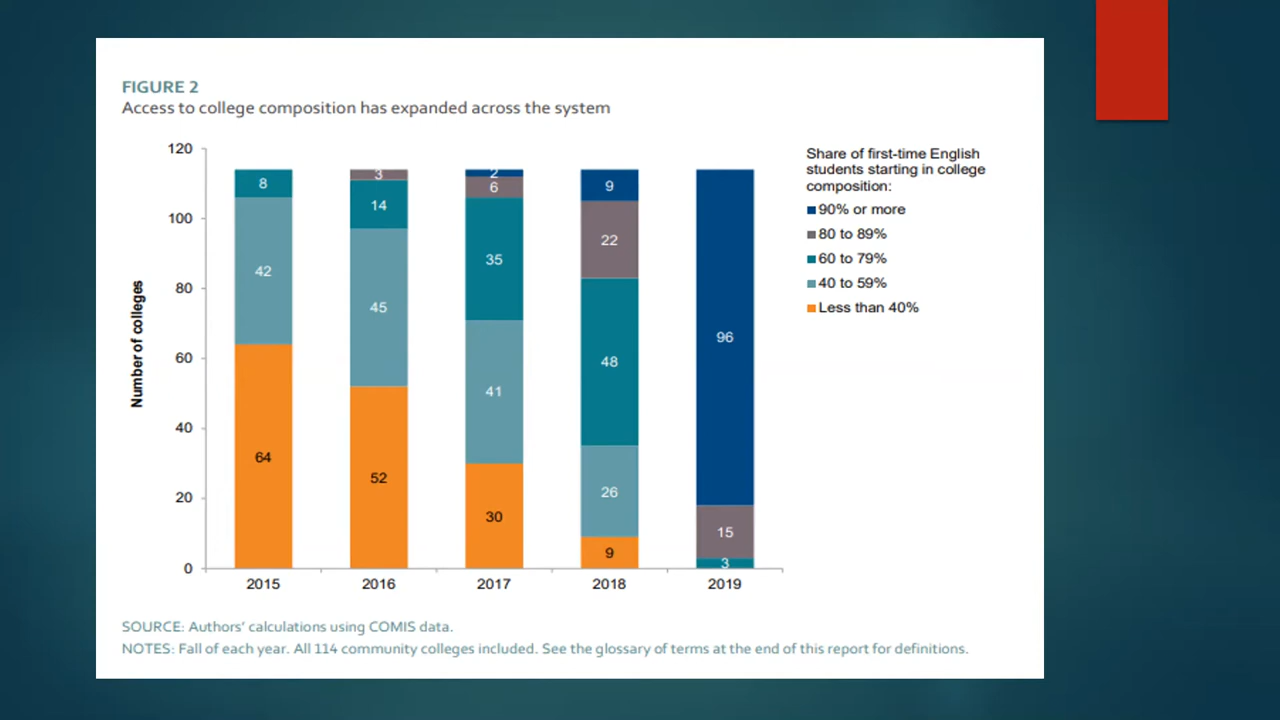 FIGURE 2
Access to college composition has expanded across the system
Number of colleges
120
100
80
60
40
20
0
8
42
64
3
14
45
52
2
6
35
41
30
9
22
48
26
9
96
15
3
2015
2016
2017
2018
2019
Share of first-time English
students starting in college
composition:
90% or more
80 to 89%
60 to 79%
40 to 59%
Less than 40%
SOURCE: Authors’ calculations using COMIS data.
NOTES: Fall of each year. All 114 community colleges included. See the glossary of terms at the end of this report for definitions.